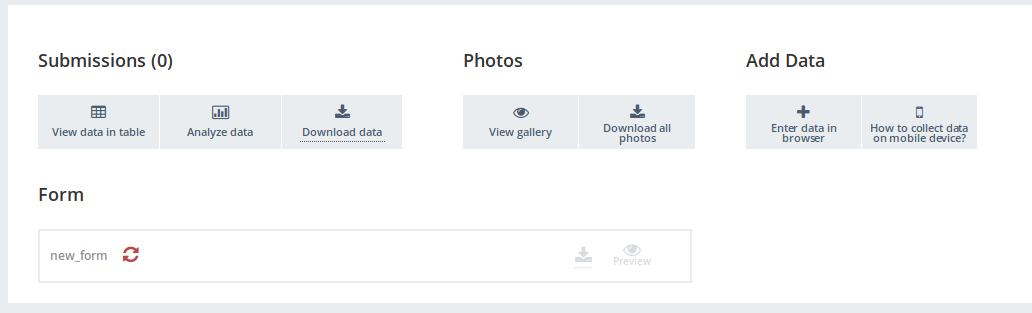 Submissions (0)
Photos
Add Data
View data in table
Analyze data
Download data
View gallery
Download all
photos
Enter data in
browser
How to collect data
on mobile device?
Form
new_form
Preview